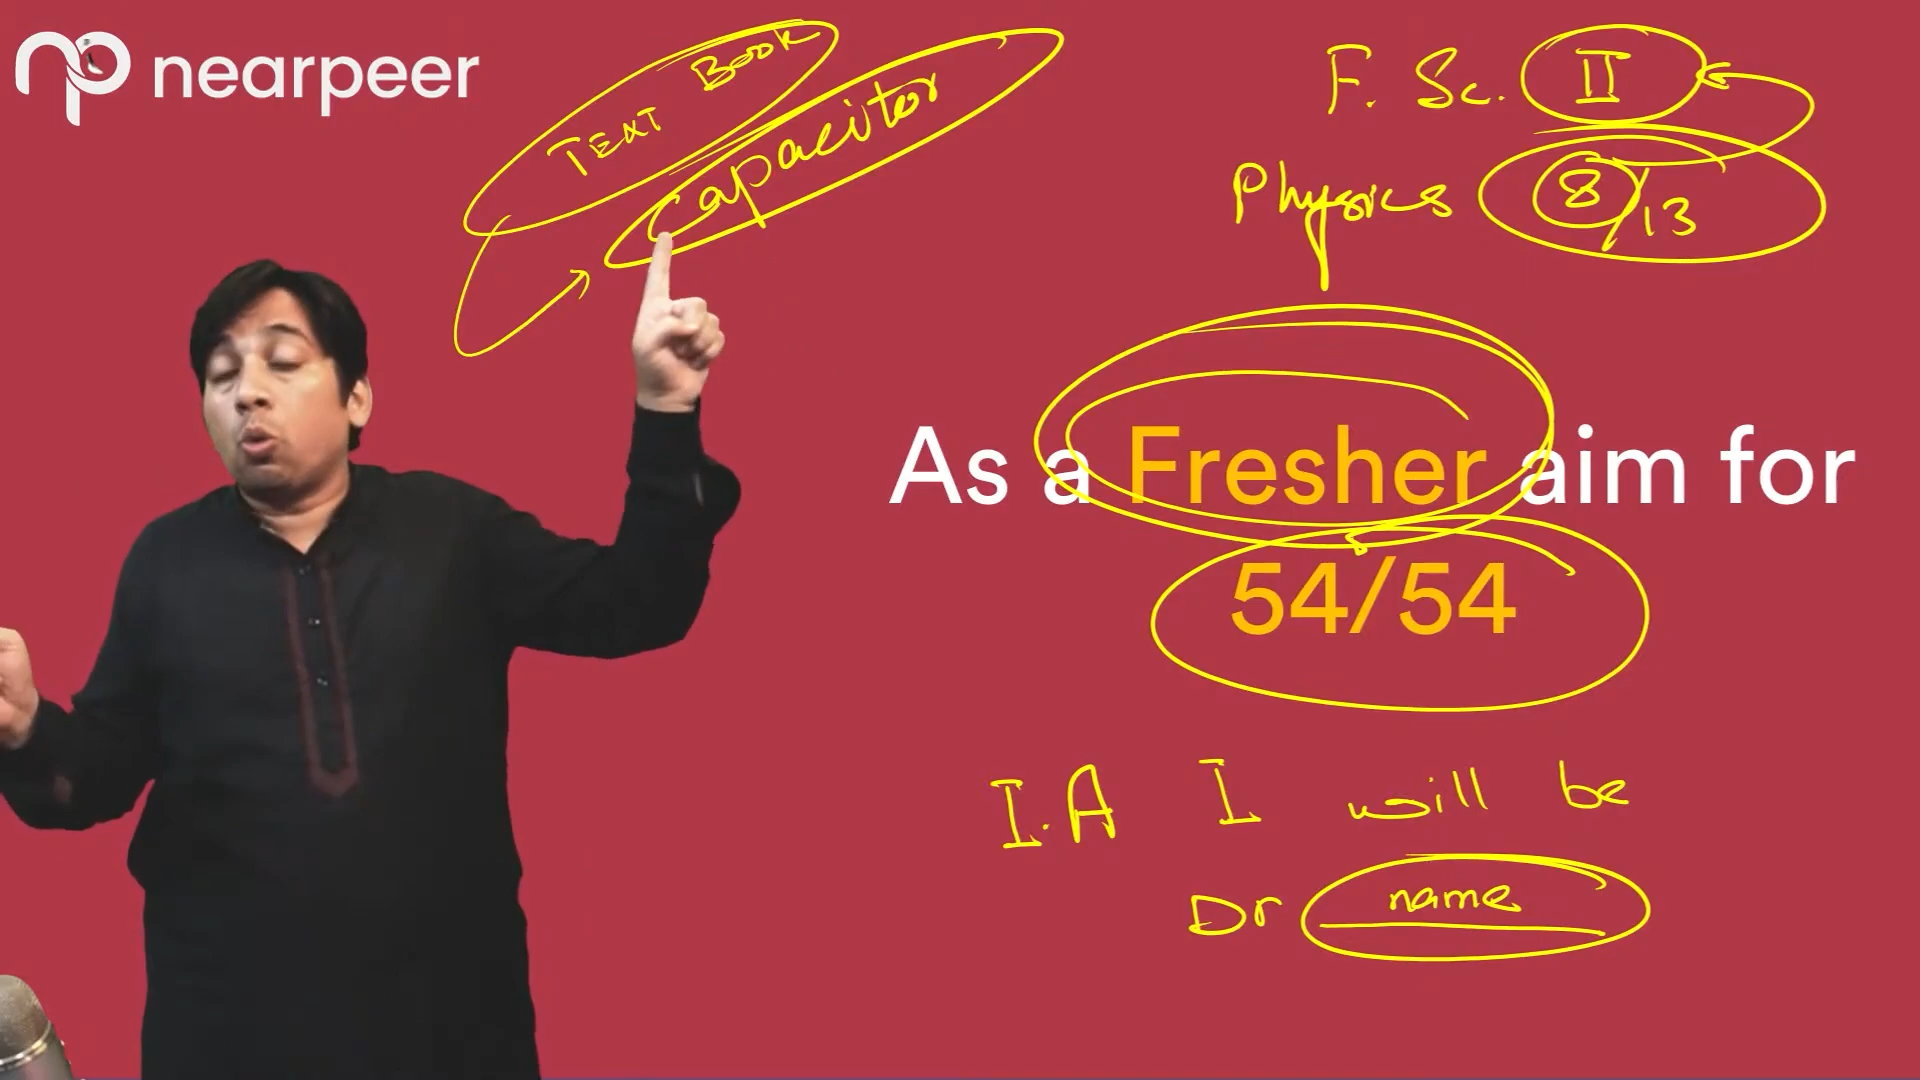 nearpeer
TEXT BOOK
Capacitor
F. Sc. II
Physics 8/13
As a Fresher aim for
54/54
I.A I will be
Dr name